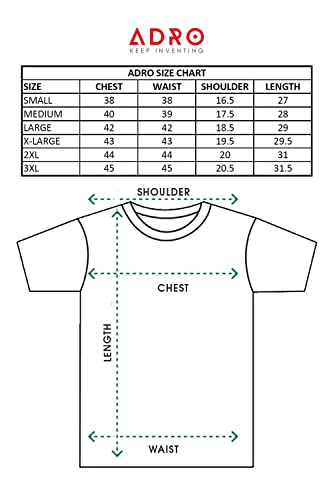 ADRO
KEEP INVENTING
ADRO SIZE CHART
SIZE CHEST WAIST SHOULDER LENGTH
SMALL 38 38 16.5 27
MEDIUM 40 39 17.5 28
LARGE 42 42 18.5 29
X-LARGE 43 43 19.5 29.5
2XL 44 44 20 31
3XL 45 45 20.5 31.5
SHOULDER
CHEST
LENGTH
WAIST